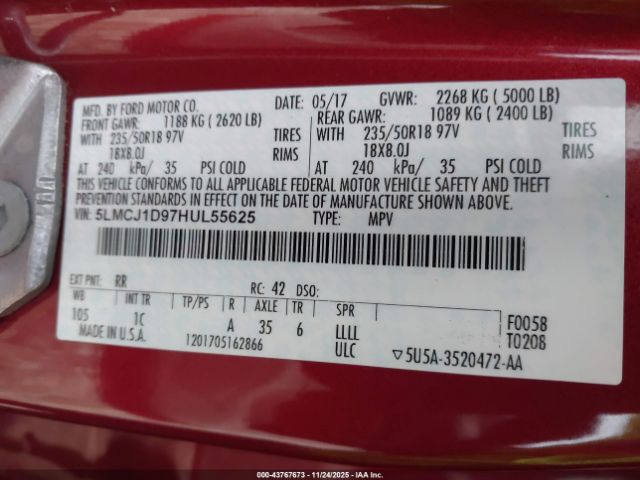 MFD. BY FORD MOTOR CO.
DATE: 05/17 GVWR: 2268 KG ( 5000 LB)
FRONT GAWR: 1188 KG ( 2620 LB) REAR GAWR: 1089 KG ( 2400 LB)
WITH 235/50R18 97V TIRES WITH 235/50R18 97V TIRES
18X8.0J RIMS 18X8.0J RIMS
AT 240 kPa/ 35 PSI COLD AT 240 kPa/ 35 PSI COLD
THIS VEHICLE CONFORMS TO ALL APPLICABLE FEDERAL MOTOR VEHICLE SAFETY AND THEFT
PREVENTION STANDARDS IN EFFECT ON THE DATE OF MANUFACTURE SHOWN ABOVE.
VIN: 5LMCJ1D97HUL55625 TYPE: MPV
EXT PNT: RR RC: 42 DSO:
WB INT TR TP/PS R AXLE TR SPR
105 1C A 35 6 LLLL F0058
MADE IN U.S.A. 1201705162866 ULC T0208
▽5U5A-3520472-AA
000-43767673 11/24/2025 IAA Inc.